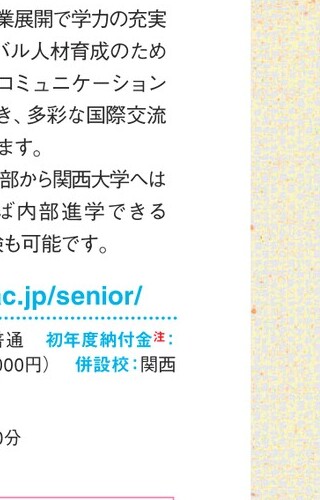 業展開で学力の充実
バル人材育成のため
コミュニケーション
き、多彩な国際交流
ます。
部から関西大学へは
ば内部進学できる
も可能です。
ac.jp/senior/
普通 初年度納付金注：
000円） 併設校：関西
0分